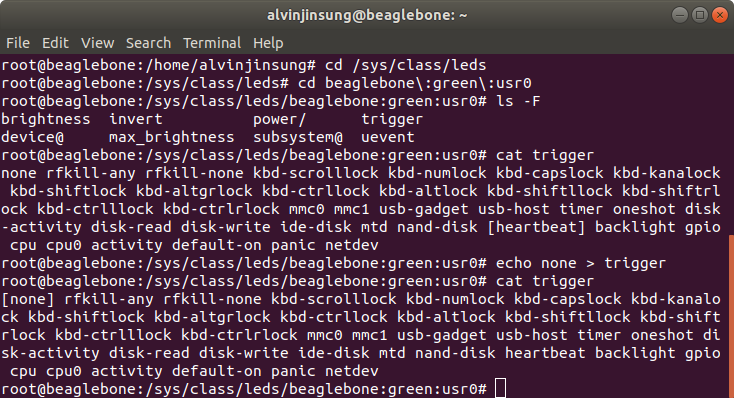 alvinjinsung@beaglebone: ~
File Edit View Search Terminal Help
root@beaglebone:/home/alvinjinsung# cd /sys/class/leds
root@beaglebone:/sys/class/leds# cd beaglebone\:green\:usr0
root@beaglebone:/sys/class/leds/beaglebone:green:usr0# ls -F
brightness  invert          power/      trigger
device@     max_brightness  subsystem@  uevent
root@beaglebone:/sys/class/leds/beaglebone:green:usr0# cat trigger
none rfkill-any rfkill-none kbd-scrolllock kbd-numlock kbd-capslock kbd-kanalock
 kbd-shiftlock kbd-altgrlock kbd-ctrllock kbd-altlock kbd-shiftllock kbd-shiftrl
ock kbd-ctrlllock kbd-ctrlrlock mmc0 mmc1 usb-gadget usb-host timer oneshot disk
-activity disk-read disk-write ide-disk mtd nand-disk [heartbeat] backlight gpio
 cpu cpu0 activity default-on panic netdev
root@beaglebone:/sys/class/leds/beaglebone:green:usr0# echo none > trigger
root@beaglebone:/sys/class/leds/beaglebone:green:usr0# cat trigger
[none] rfkill-any rfkill-none kbd-scrolllock kbd-numlock kbd-capslock kbd-kanalo
ck kbd-shiftlock kbd-altgrlock kbd-ctrllock kbd-altlock kbd-shiftllock kbd-shift
rlock kbd-ctrlllock kbd-ctrlrlock mmc0 mmc1 usb-gadget usb-host timer oneshot di
sk-activity disk-read disk-write ide-disk mtd nand-disk heartbeat backlight gpio
 cpu cpu0 activity default-on panic netdev
root@beaglebone:/sys/class/leds/beaglebone:green:usr0#